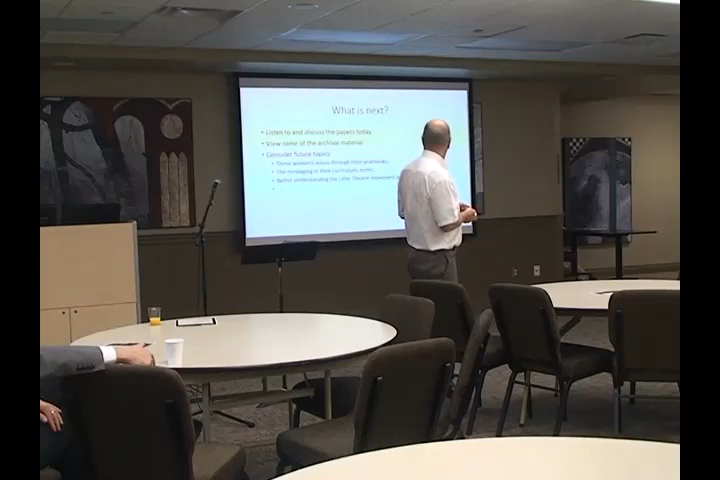 What is next?
• Listen to and discuss the papers today
• View some of the archival material
• Consider future topics:
• These women's voices through their
• The messaging in their curriculum, notes,
• Better understanding the Little Theatre movement
• ...